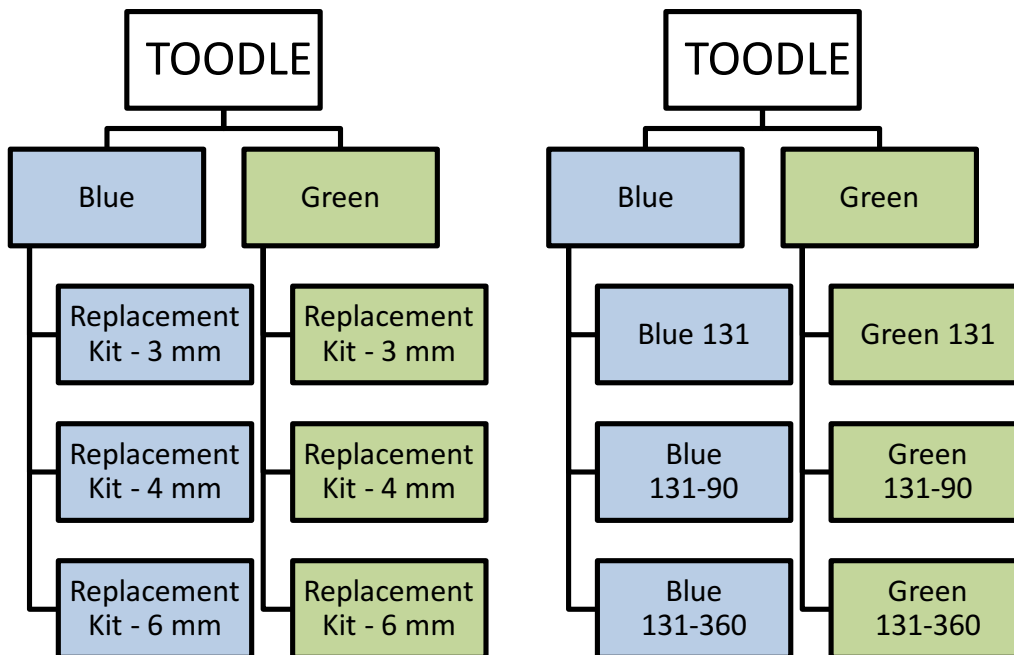 TOODLE
Blue
Green
Replacement
Kit - 3 mm
Replacement
Kit - 3 mm
Replacement
Kit - 4 mm
Replacement
Kit - 4 mm
Replacement
Kit - 6 mm
Replacement
Kit - 6 mm
TOODLE
Blue
Green
Blue 131
Green 131
Blue
131-90
Green
131-90
Blue
131-360
Green
131-360